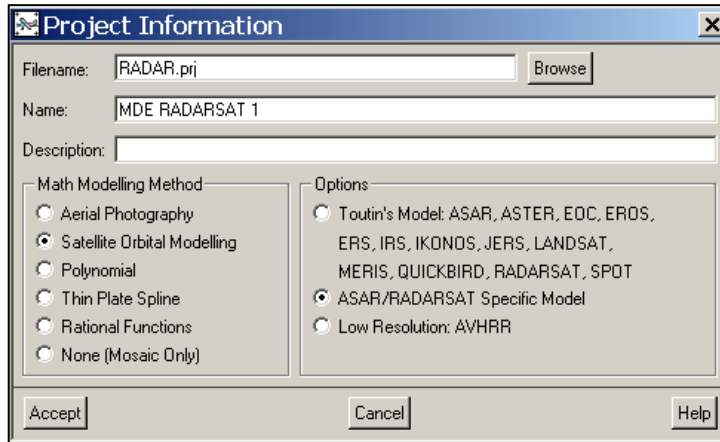 Project Information
Filename: RADAR.prj Browse
Name: MDE RADARSAT 1
Description:
Math Modelling Method
Aerial Photography
Satellite Orbital Modelling
Polynomial
Thin Plate Spline
Rational Functions
None (Mosaic Only)
Options
Toutin's Model: ASAR, ASTER, EOC, EROS,
ERS, IRS, IKONOS, JERS, LANDSAT,
MERIS, QUICKBIRD, RADARSAT, SPOT
ASAR/RADARSAT Specific Model
Low Resolution: AVHRR
Accept Cancel Help